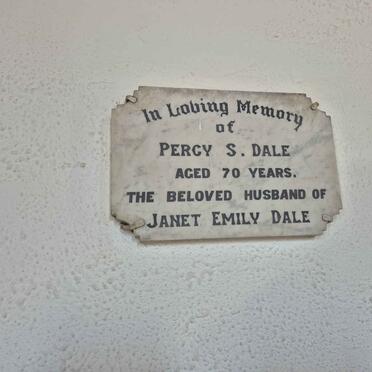 In Loving Memory
of
PERCY S. DALE
AGED 70 YEARS.
THE BELOVED HUSBAND OF
JANET EMILY DALE